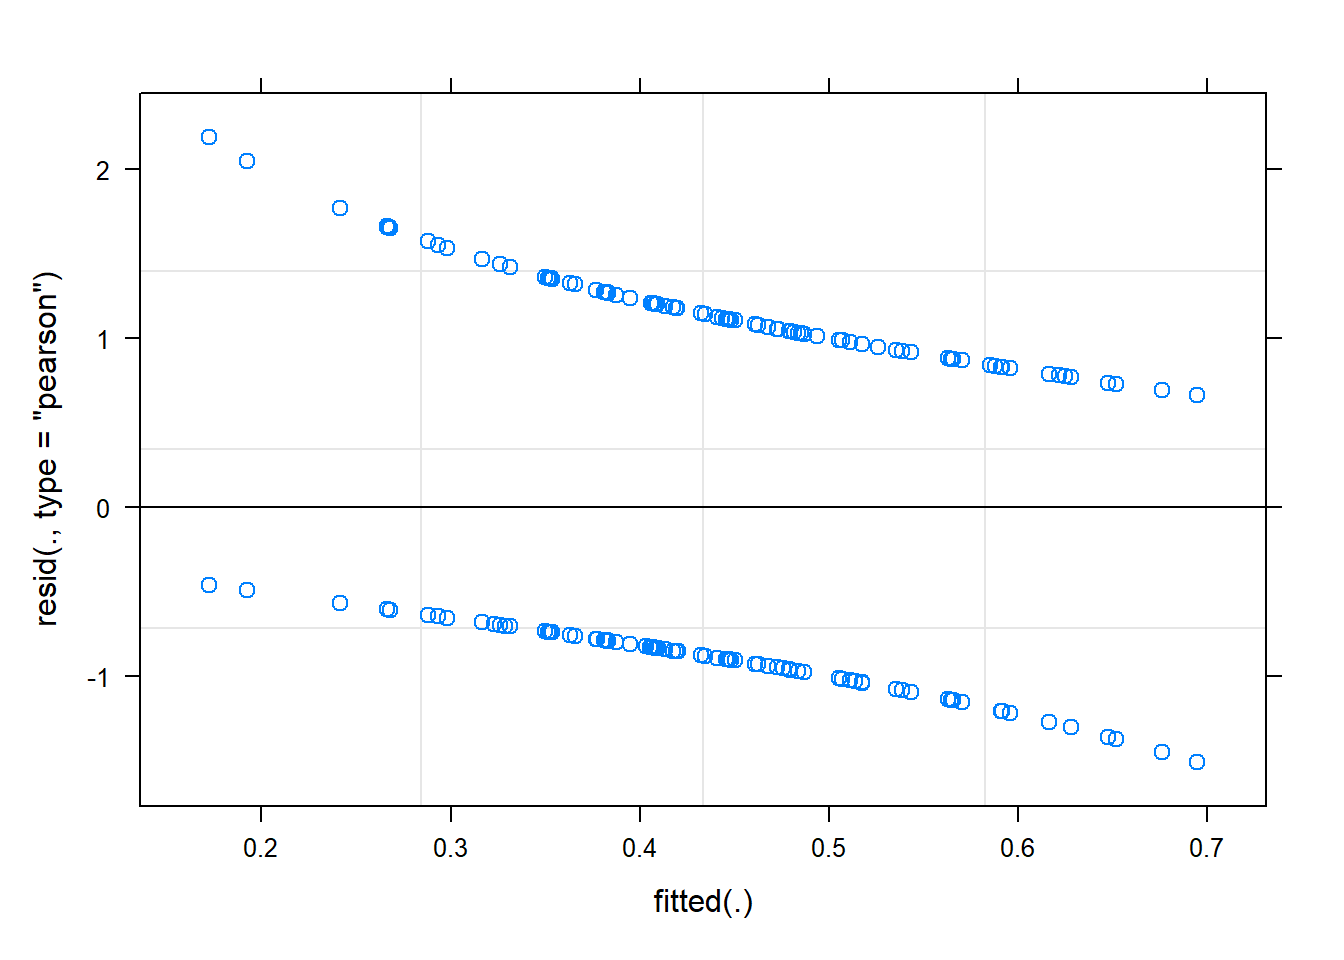 resid(., type = "pearson")
2
1
0
-1
0.2 0.3 0.4 0.5 0.6 0.7
fitted(.)